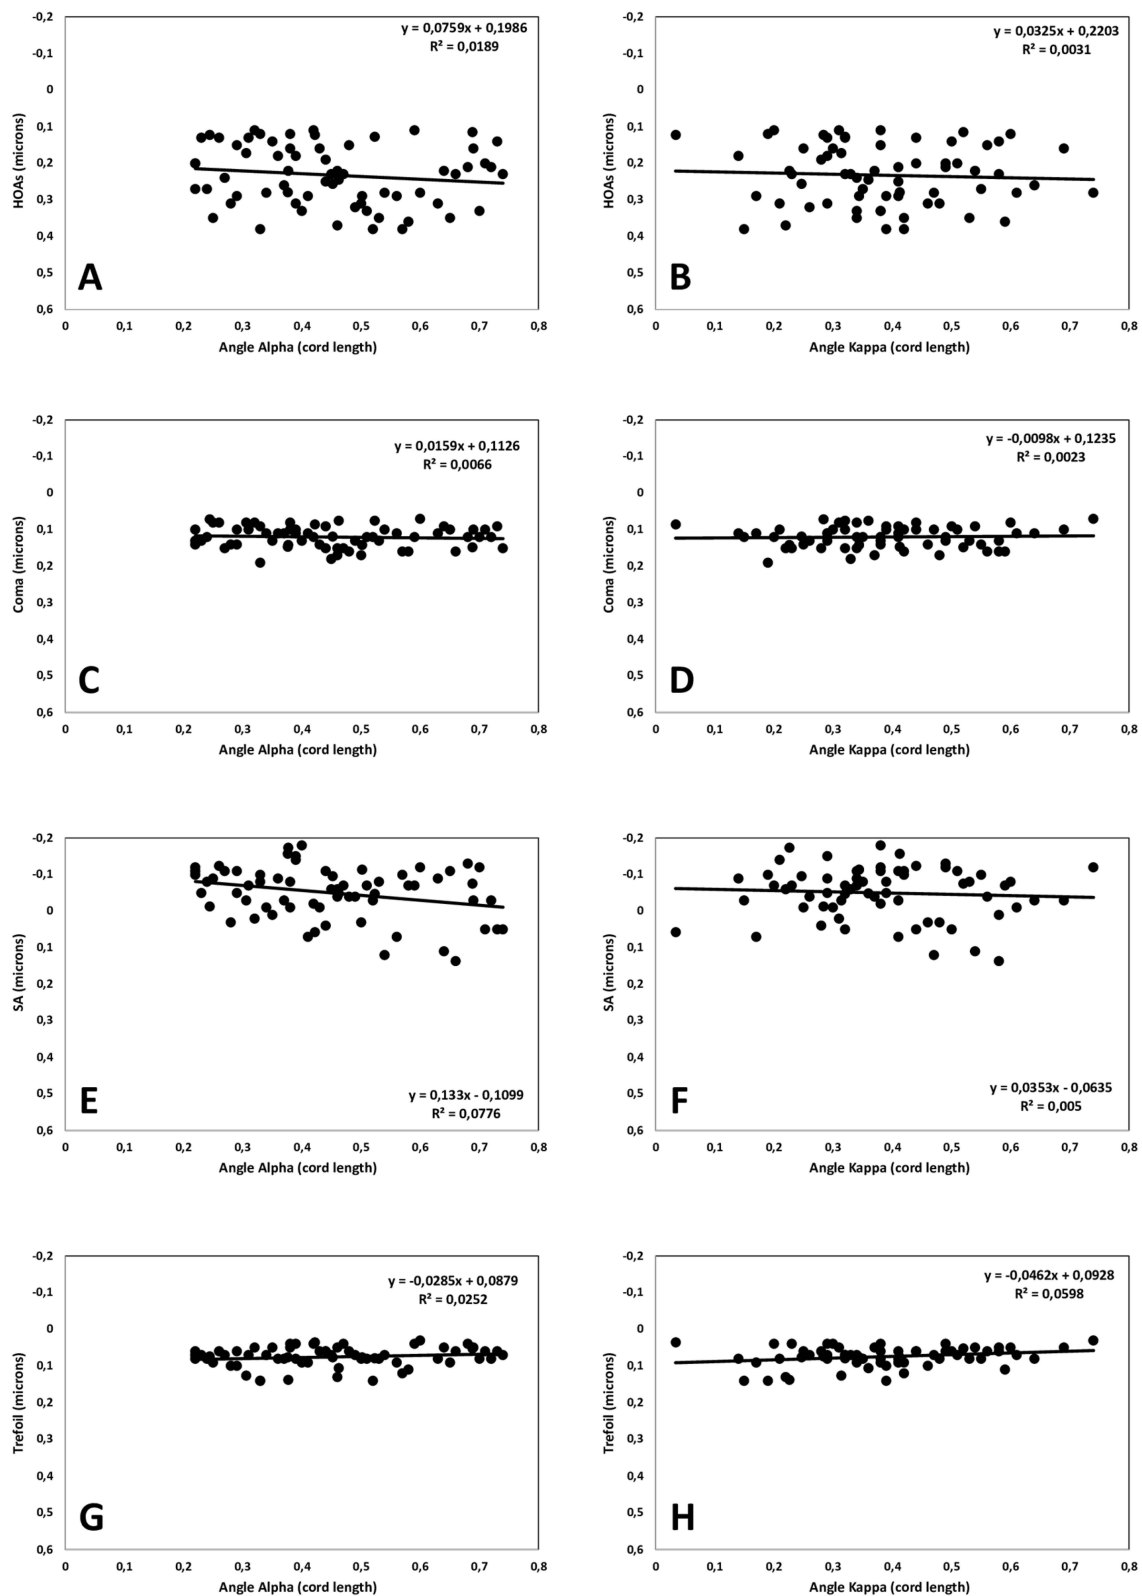 -0,2
-0,1
0
0,1
0,2
0,3
0,4
0,5
0,6
HOAs (microns)
y = 0,0759x + 0,1986
R² = 0,0189
A
0 0,1 0,2 0,3 0,4 0,5 0,6 0,7 0,8
Angle Alpha (cord length)
-0,2
-0,1
0
0,1
0,2
0,3
0,4
0,5
0,6
HOAs (microns)
y = 0,0325x + 0,2203
R² = 0,0031
B
0 0,1 0,2 0,3 0,4 0,5 0,6 0,7 0,8
Angle Kappa (cord length)
-0,2
-0,1
0
0,1
0,2
0,3
0,4
0,5
0,6
Coma (microns)
y = 0,0159x + 0,1126
R² = 0,0066
C
0 0,1 0,2 0,3 0,4 0,5 0,6 0,7 0,8
Angle Alpha (cord length)
-0,2
-0,1
0
0,1
0,2
0,3
0,4
0,5
0,6
Coma (microns)
y = -0,0098x + 0,1235
R² = 0,0023
D
0 0,1 0,2 0,3 0,4 0,5 0,6 0,7 0,8
Angle Kappa (cord length)
-0,2
-0,1
0
0,1
0,2
0,3
0,4
0,5
0,6
SA (microns)
E
y = 0,133x - 0,1099
R² = 0,0776
0 0,1 0,2 0,3 0,4 0,5 0,6 0,7 0,8
Angle Alpha (cord length)
-0,2
-0,1
0
0,1
0,2
0,3
0,4
0,5
0,6
SA (microns)
F
y = 0,0353x - 0,0635
R² = 0,005
0 0,1 0,2 0,3 0,4 0,5 0,6 0,7 0,8
Angle Kappa (cord length)
-0,2
-0,1
0
0,1
0,2
0,3
0,4
0,5
0,6
Trefoil (microns)
y = -0,0285x + 0,0879
R² = 0,0252
G
0 0,1 0,2 0,3 0,4 0,5 0,6 0,7 0,8
Angle Alpha (cord length)
-0,2
-0,1
0
0,1
0,2
0,3
0,4
0,5
0,6
Trefoil (microns)
y = -0,0462x + 0,0928
R² = 0,0598
H
0 0,1 0,2 0,3 0,4 0,5 0,6 0,7 0,8
Angle Kappa (cord length)